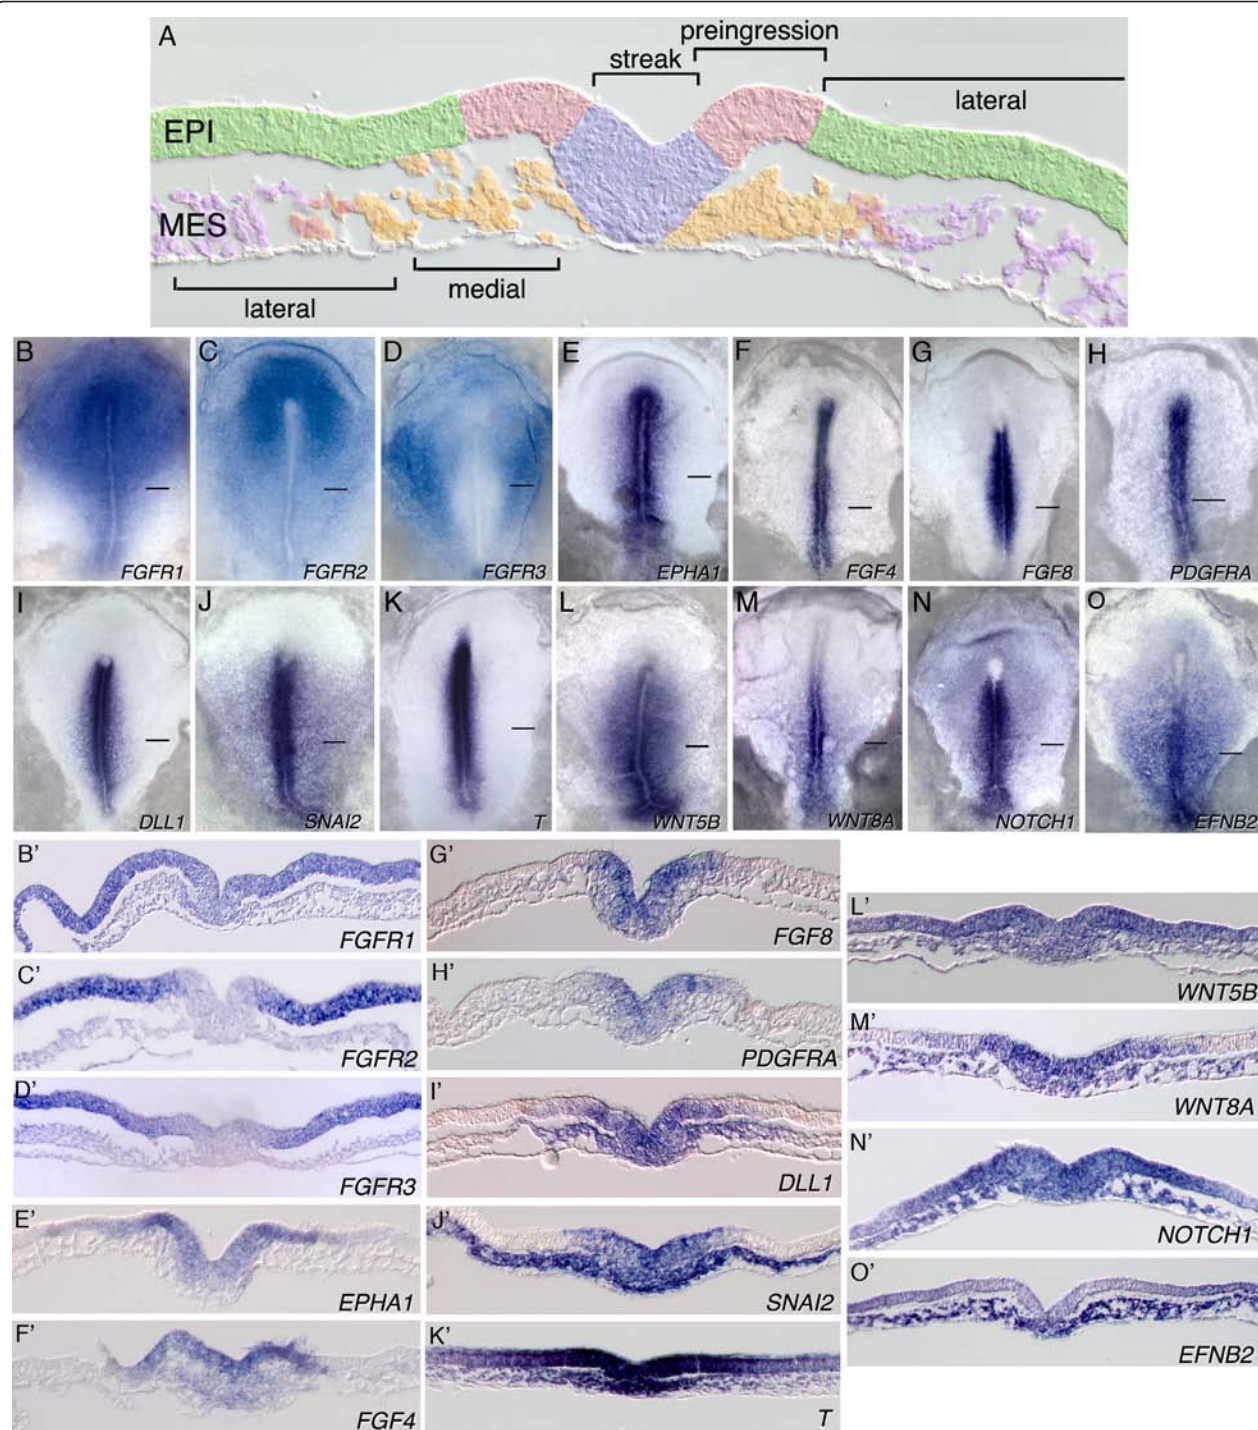 A
preingression
streak
lateral
EPI
MES
lateral
medial
B C D E F G H
FGFR1 FGFR2 FGFR3 EPHA1 FGF4 FGF8 PDGFRA
I J K L M N O
DLL1 SNAI2 T WNT5B WNT8A NOTCH1 EFNB2
B’
FGFR1
C’
FGFR2
D’
FGFR3
E’
EPHA1
F’
FGF4
G’
FGF8
H’
PDGFRA
I’
DLL1
J’
SNAI2
K’
T
L’
WNT5B
M’
WNT8A
N’
NOTCH1
O’
EFNB2